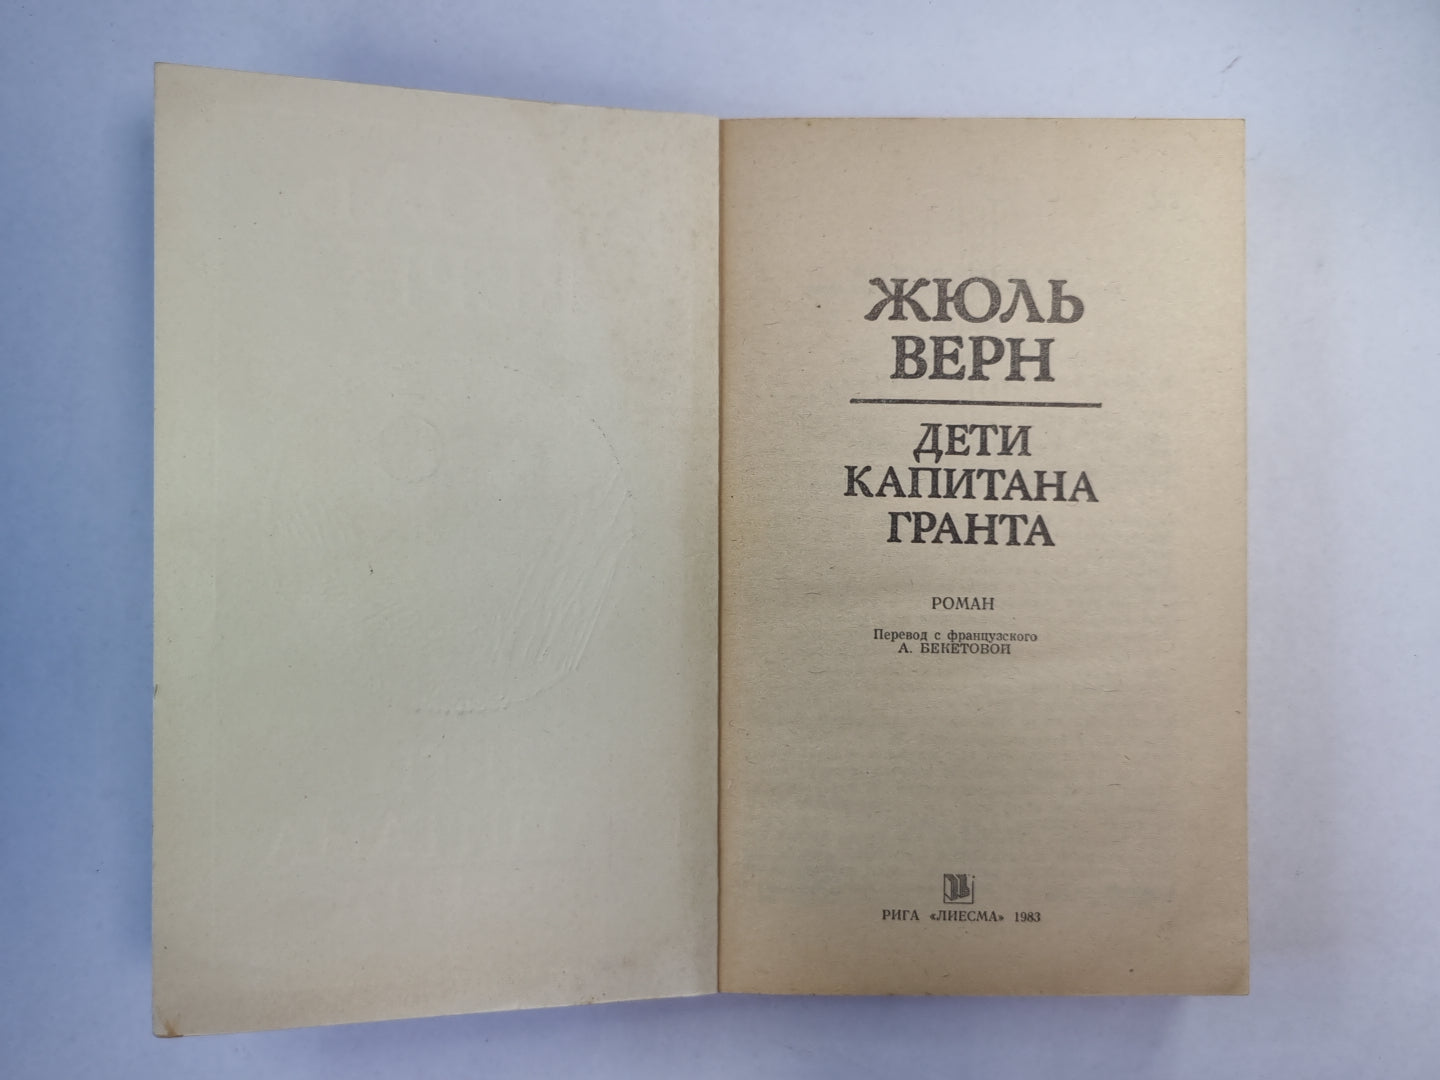 ЖЮЛЬ
ВЕРН
ДЕТИ
КАПИТАНА
ГРАНТА
РОМАН
Перевод с французского
А. БЕКЕТОВОЙ
РИГА «ЛИЕСМА» 1983